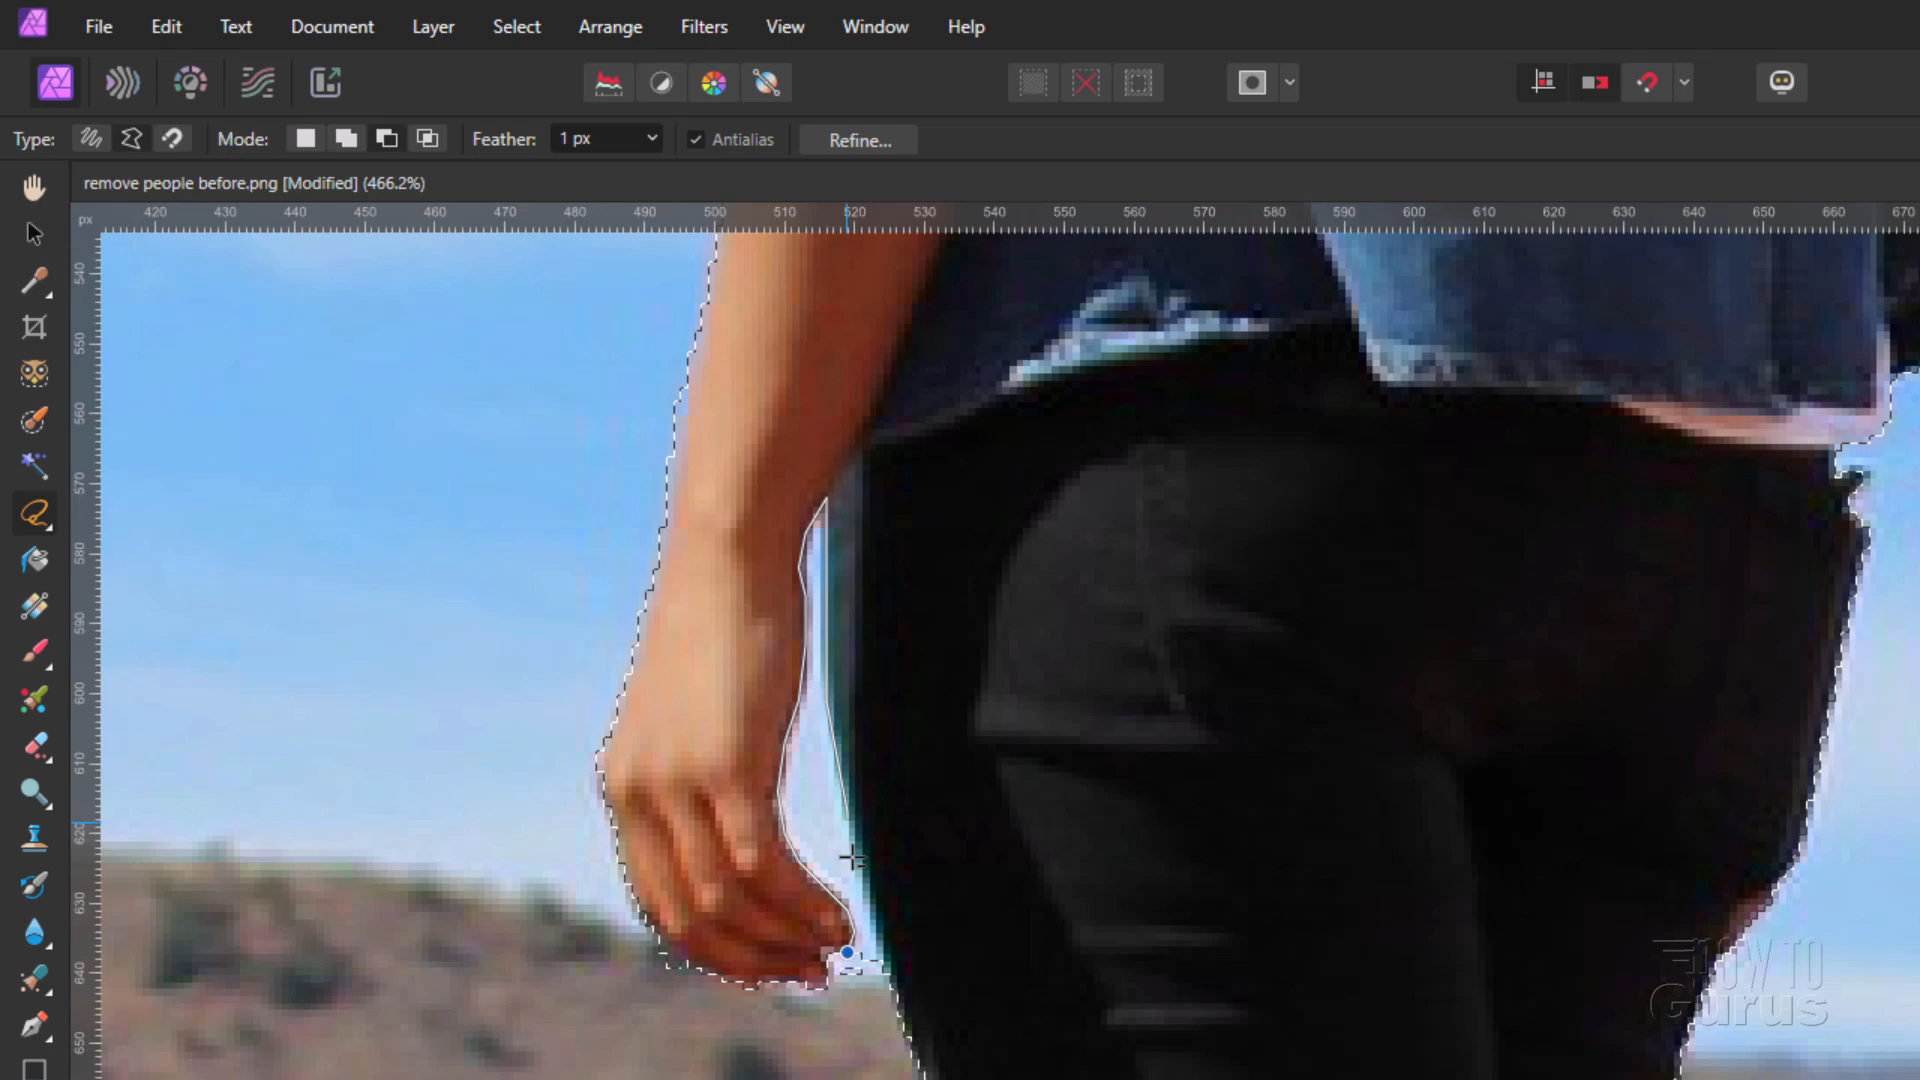 File Edit Text Document Layer Select Arrange Filters View Window Help
Type: Mode: Feather: 1 px Antialias Refine...
remove people before.png [Modified] (466.2%)
px 420 430 440 450 460 470 480 490 500 510 520 530 540 550 560 570 580 590 600 610 620 630 640 650 660 670
540
550
560
570
580
590
600
610
620
630
640
650
HOW TO
Gurus